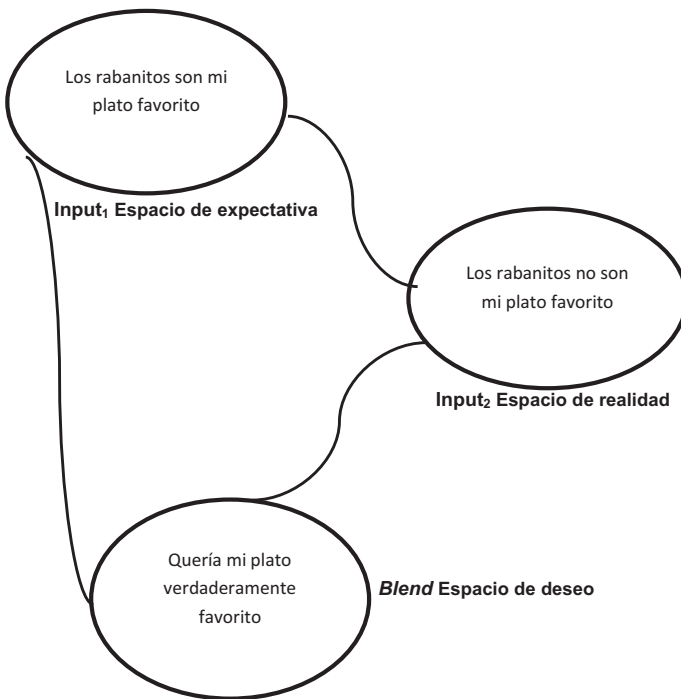 Los rabanitos son mi
plato favorito
Input₁ Espacio de expectativa
Los rabanitos no son
mi plato favorito
Input₂ Espacio de realidad
Quería mi plato
verdaderamente
favorito
Blend Espacio de deseo